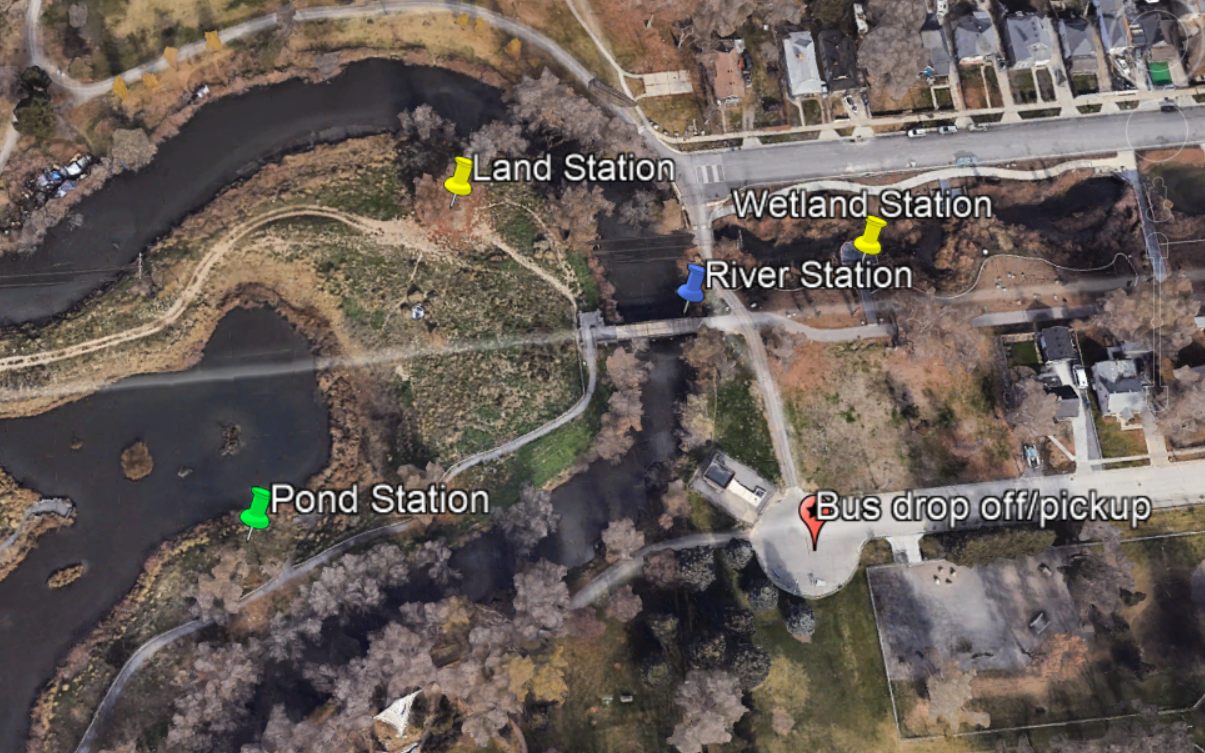 Land Station
Wetland Station
River Station
Pond Station
Bus drop off/pickup